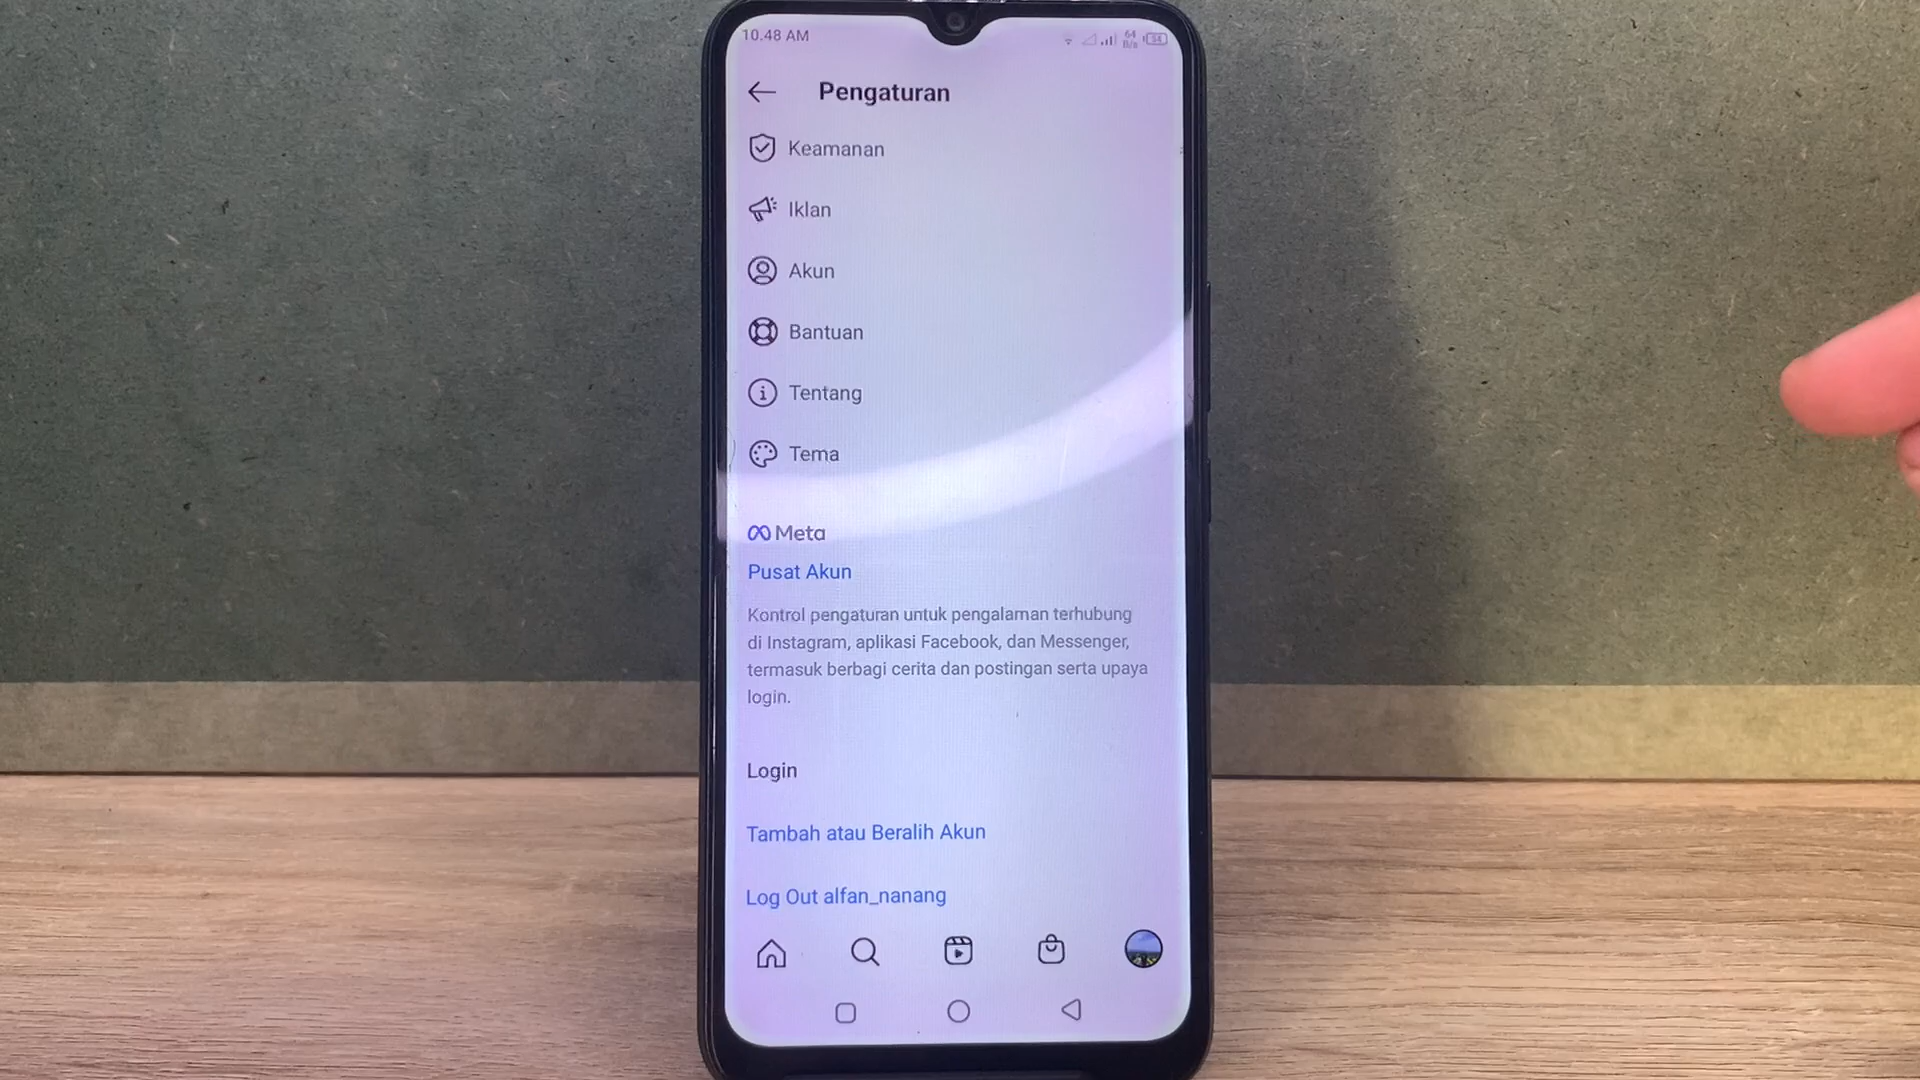 10.48 AM
64
B/s
54
Pengaturan
Keamanan
Iklan
Akun
Bantuan
Tentang
Tema
Meta
Pusat Akun
Kontrol pengaturan untuk pengalaman terhubung
di Instagram, aplikasi Facebook, dan Messenger,
termasuk berbagi cerita dan postingan serta upaya
login.
Login
Tambah atau Beralih Akun
Log Out alfan_nanang